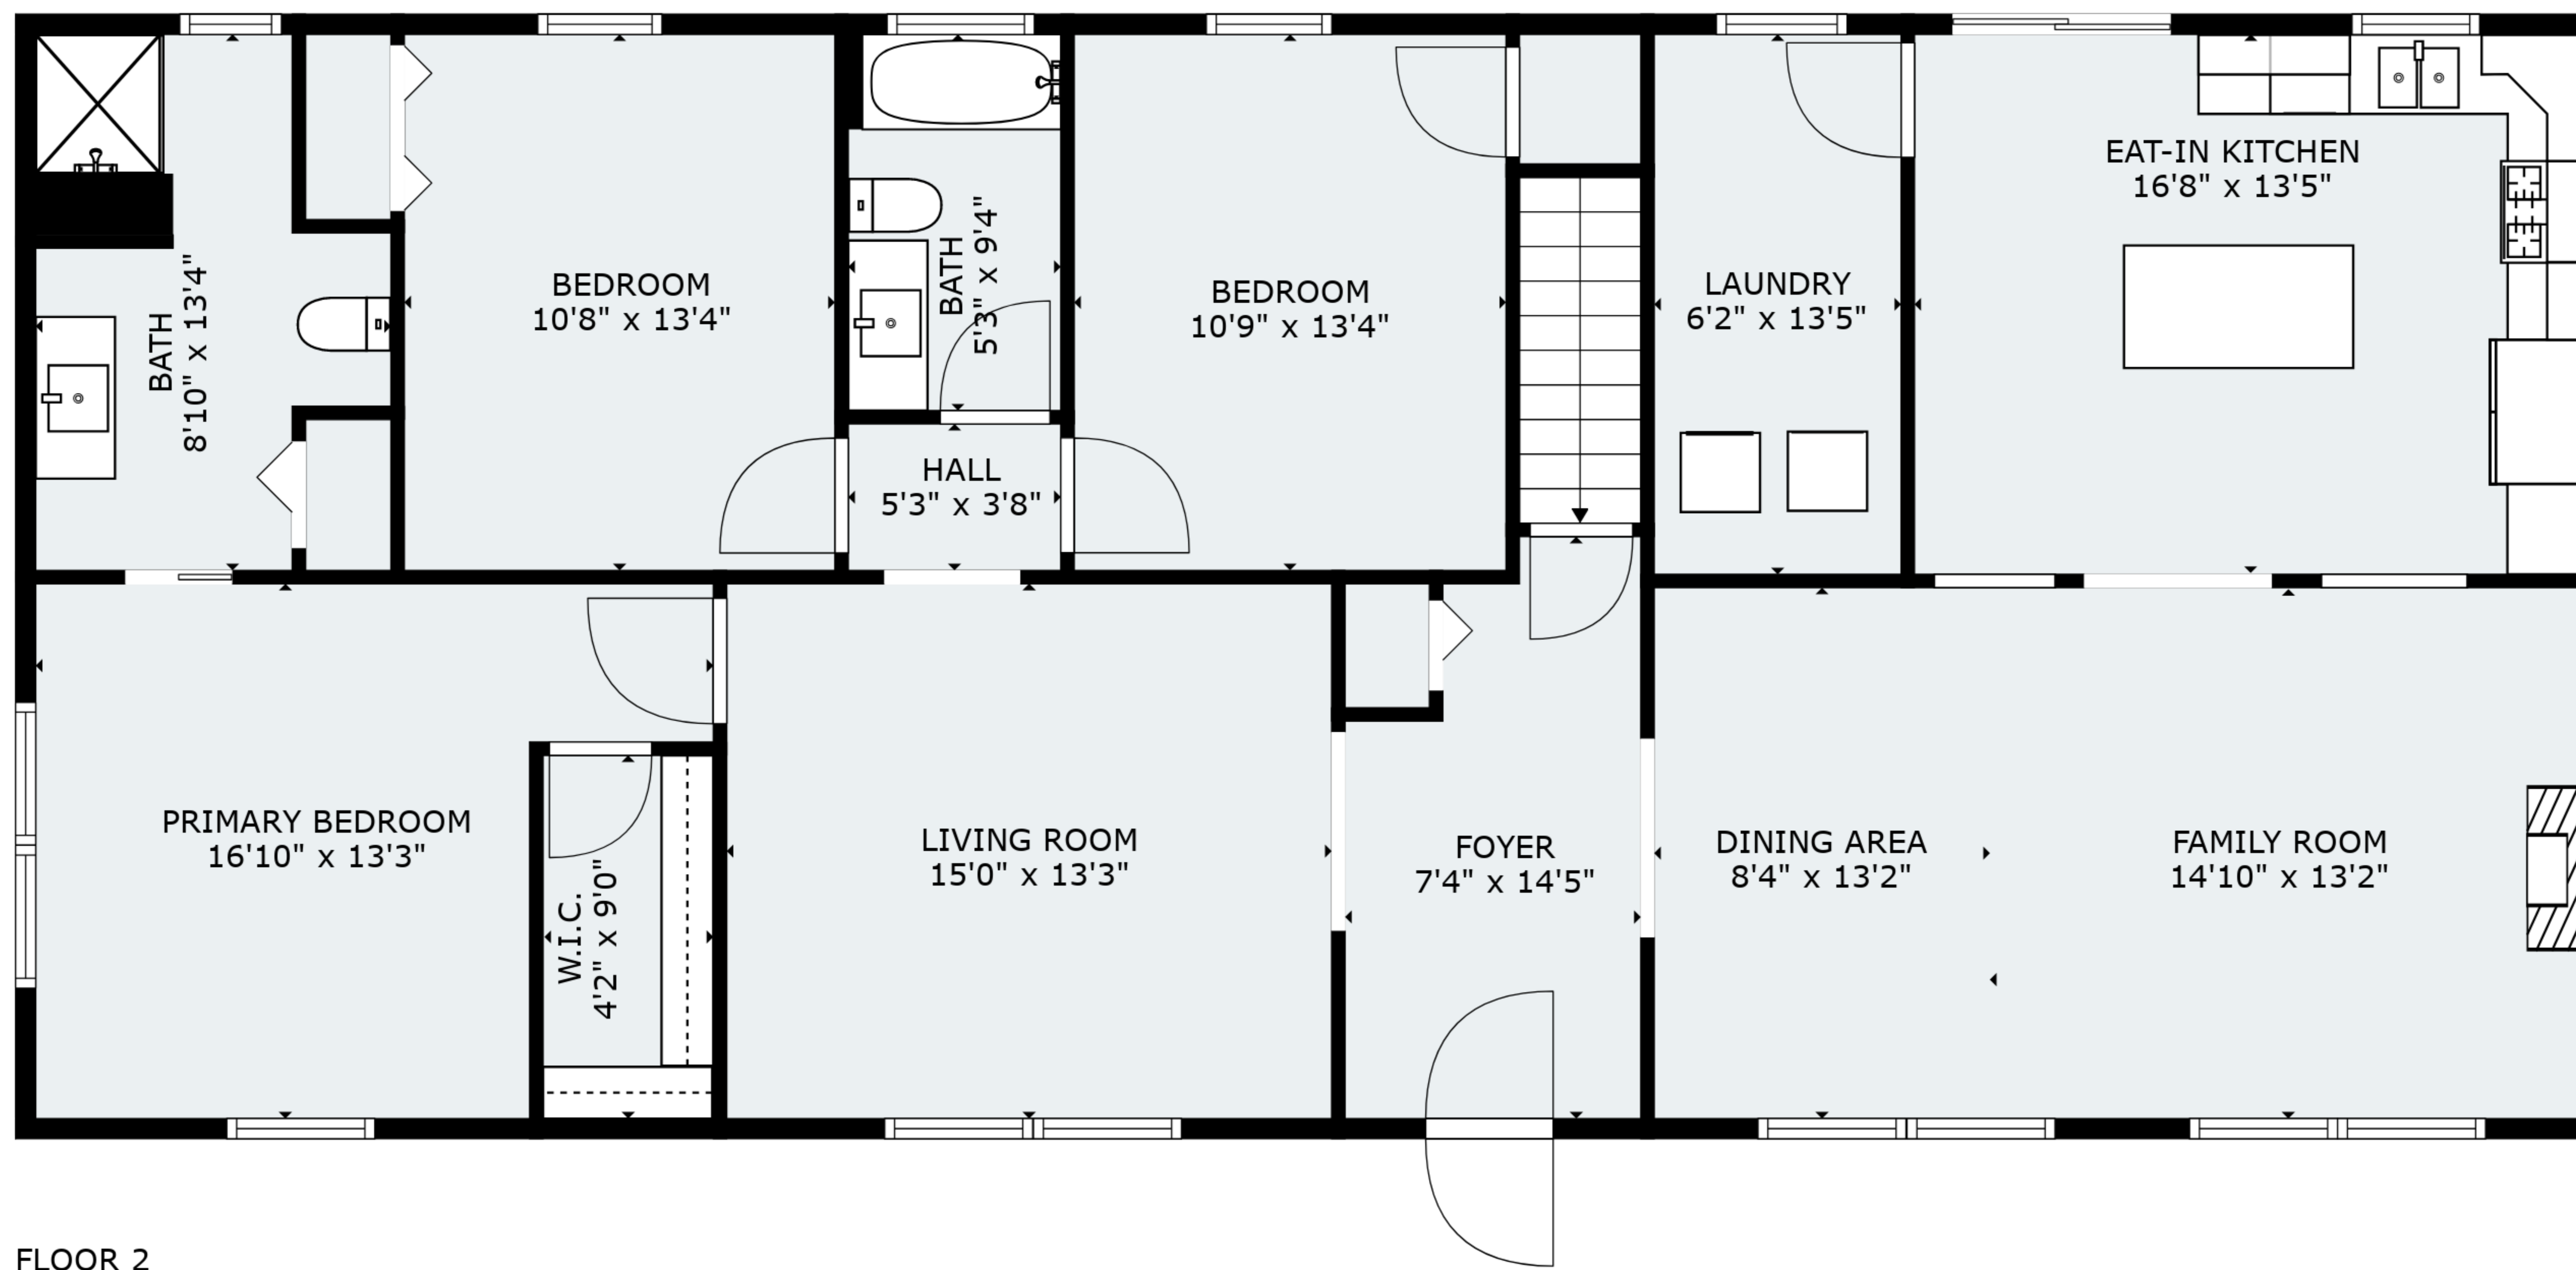 EAT-IN KITCHEN
16'8" x 13'5"
BATH
8'10" x 13'4"
BEDROOM
10'8" x 13'4"
BATH
5'3" x 9'4"
BEDROOM
10'9" x 13'4"
LAUNDRY
6'2" x 13'5"
HALL
5'3" x 3'8"
PRIMARY BEDROOM
16'10" x 13'3"
W.I.C.
4'2" x 9'0"
LIVING ROOM
15'0" x 13'3"
FOYER
7'4" x 14'5"
DINING AREA
8'4" x 13'2"
FAMILY ROOM
14'10" x 13'2"
FLOOR 2